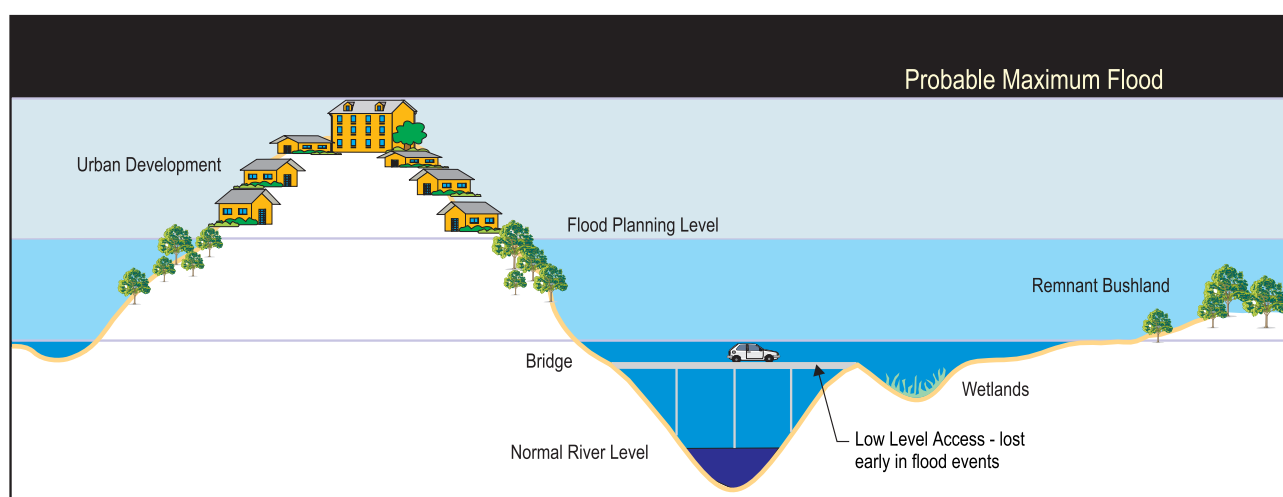 Probable Maximum Flood
Urban Development
Flood Planning Level
Remnant Bushland
Bridge
Wetlands
Low Level Access - lost
early in flood events
Normal River Level